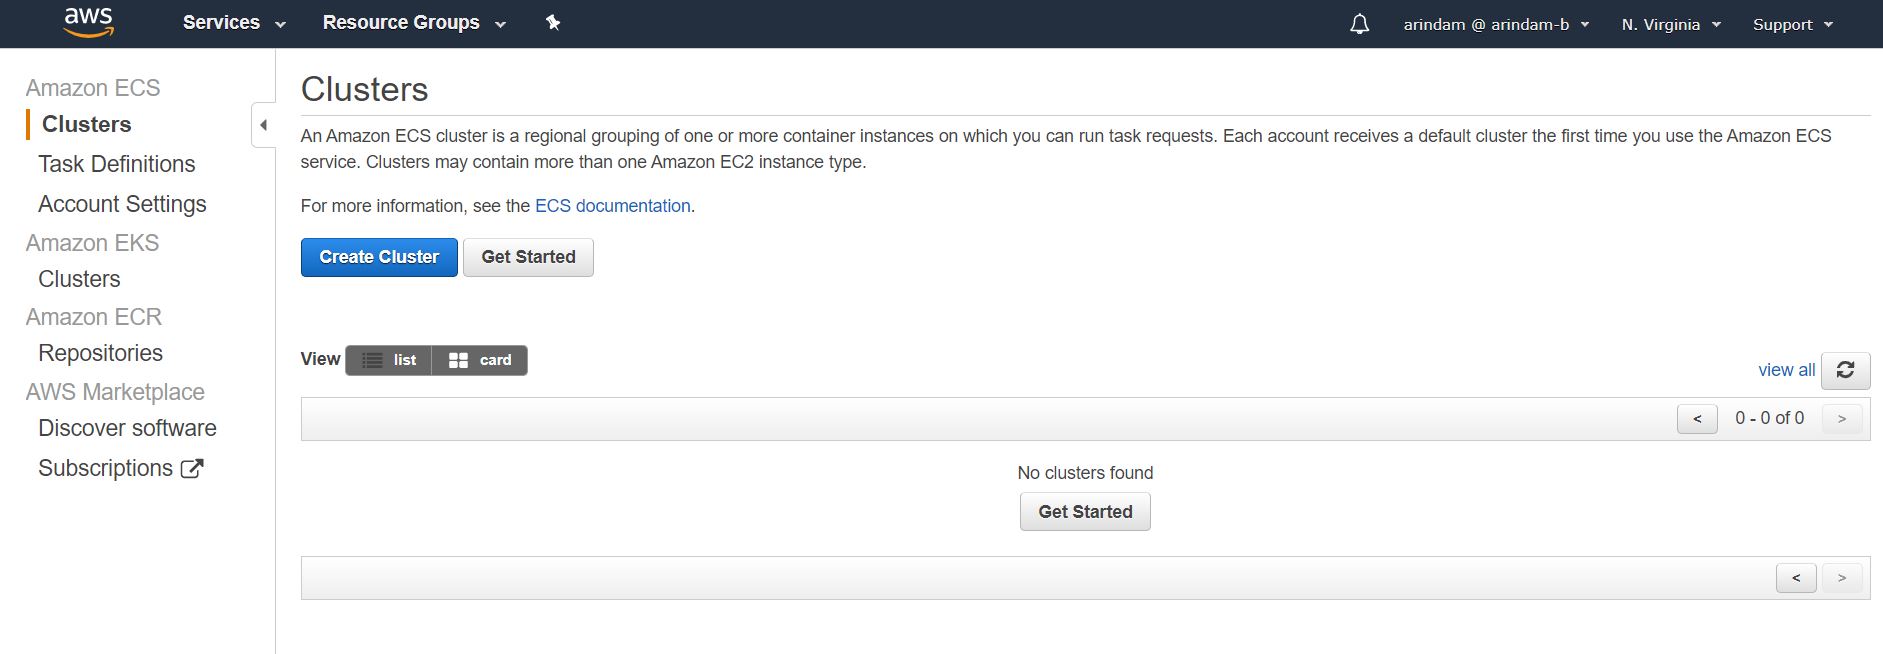 aws Services Resource Groups arindam @ arindam-b N. Virginia Support
Amazon ECS
Clusters
Task Definitions
Account Settings
Amazon EKS
Clusters
Amazon ECR
Repositories
AWS Marketplace
Discover software
Subscriptions
Clusters
An Amazon ECS cluster is a regional grouping of one or more container instances on which you can run task requests. Each account receives a default cluster the first time you use the Amazon ECS
service. Clusters may contain more than one Amazon EC2 instance type.
For more information, see the ECS documentation.
Create Cluster Get Started
View list card
view all
< 0 - 0 of 0 >
No clusters found
Get Started
< >